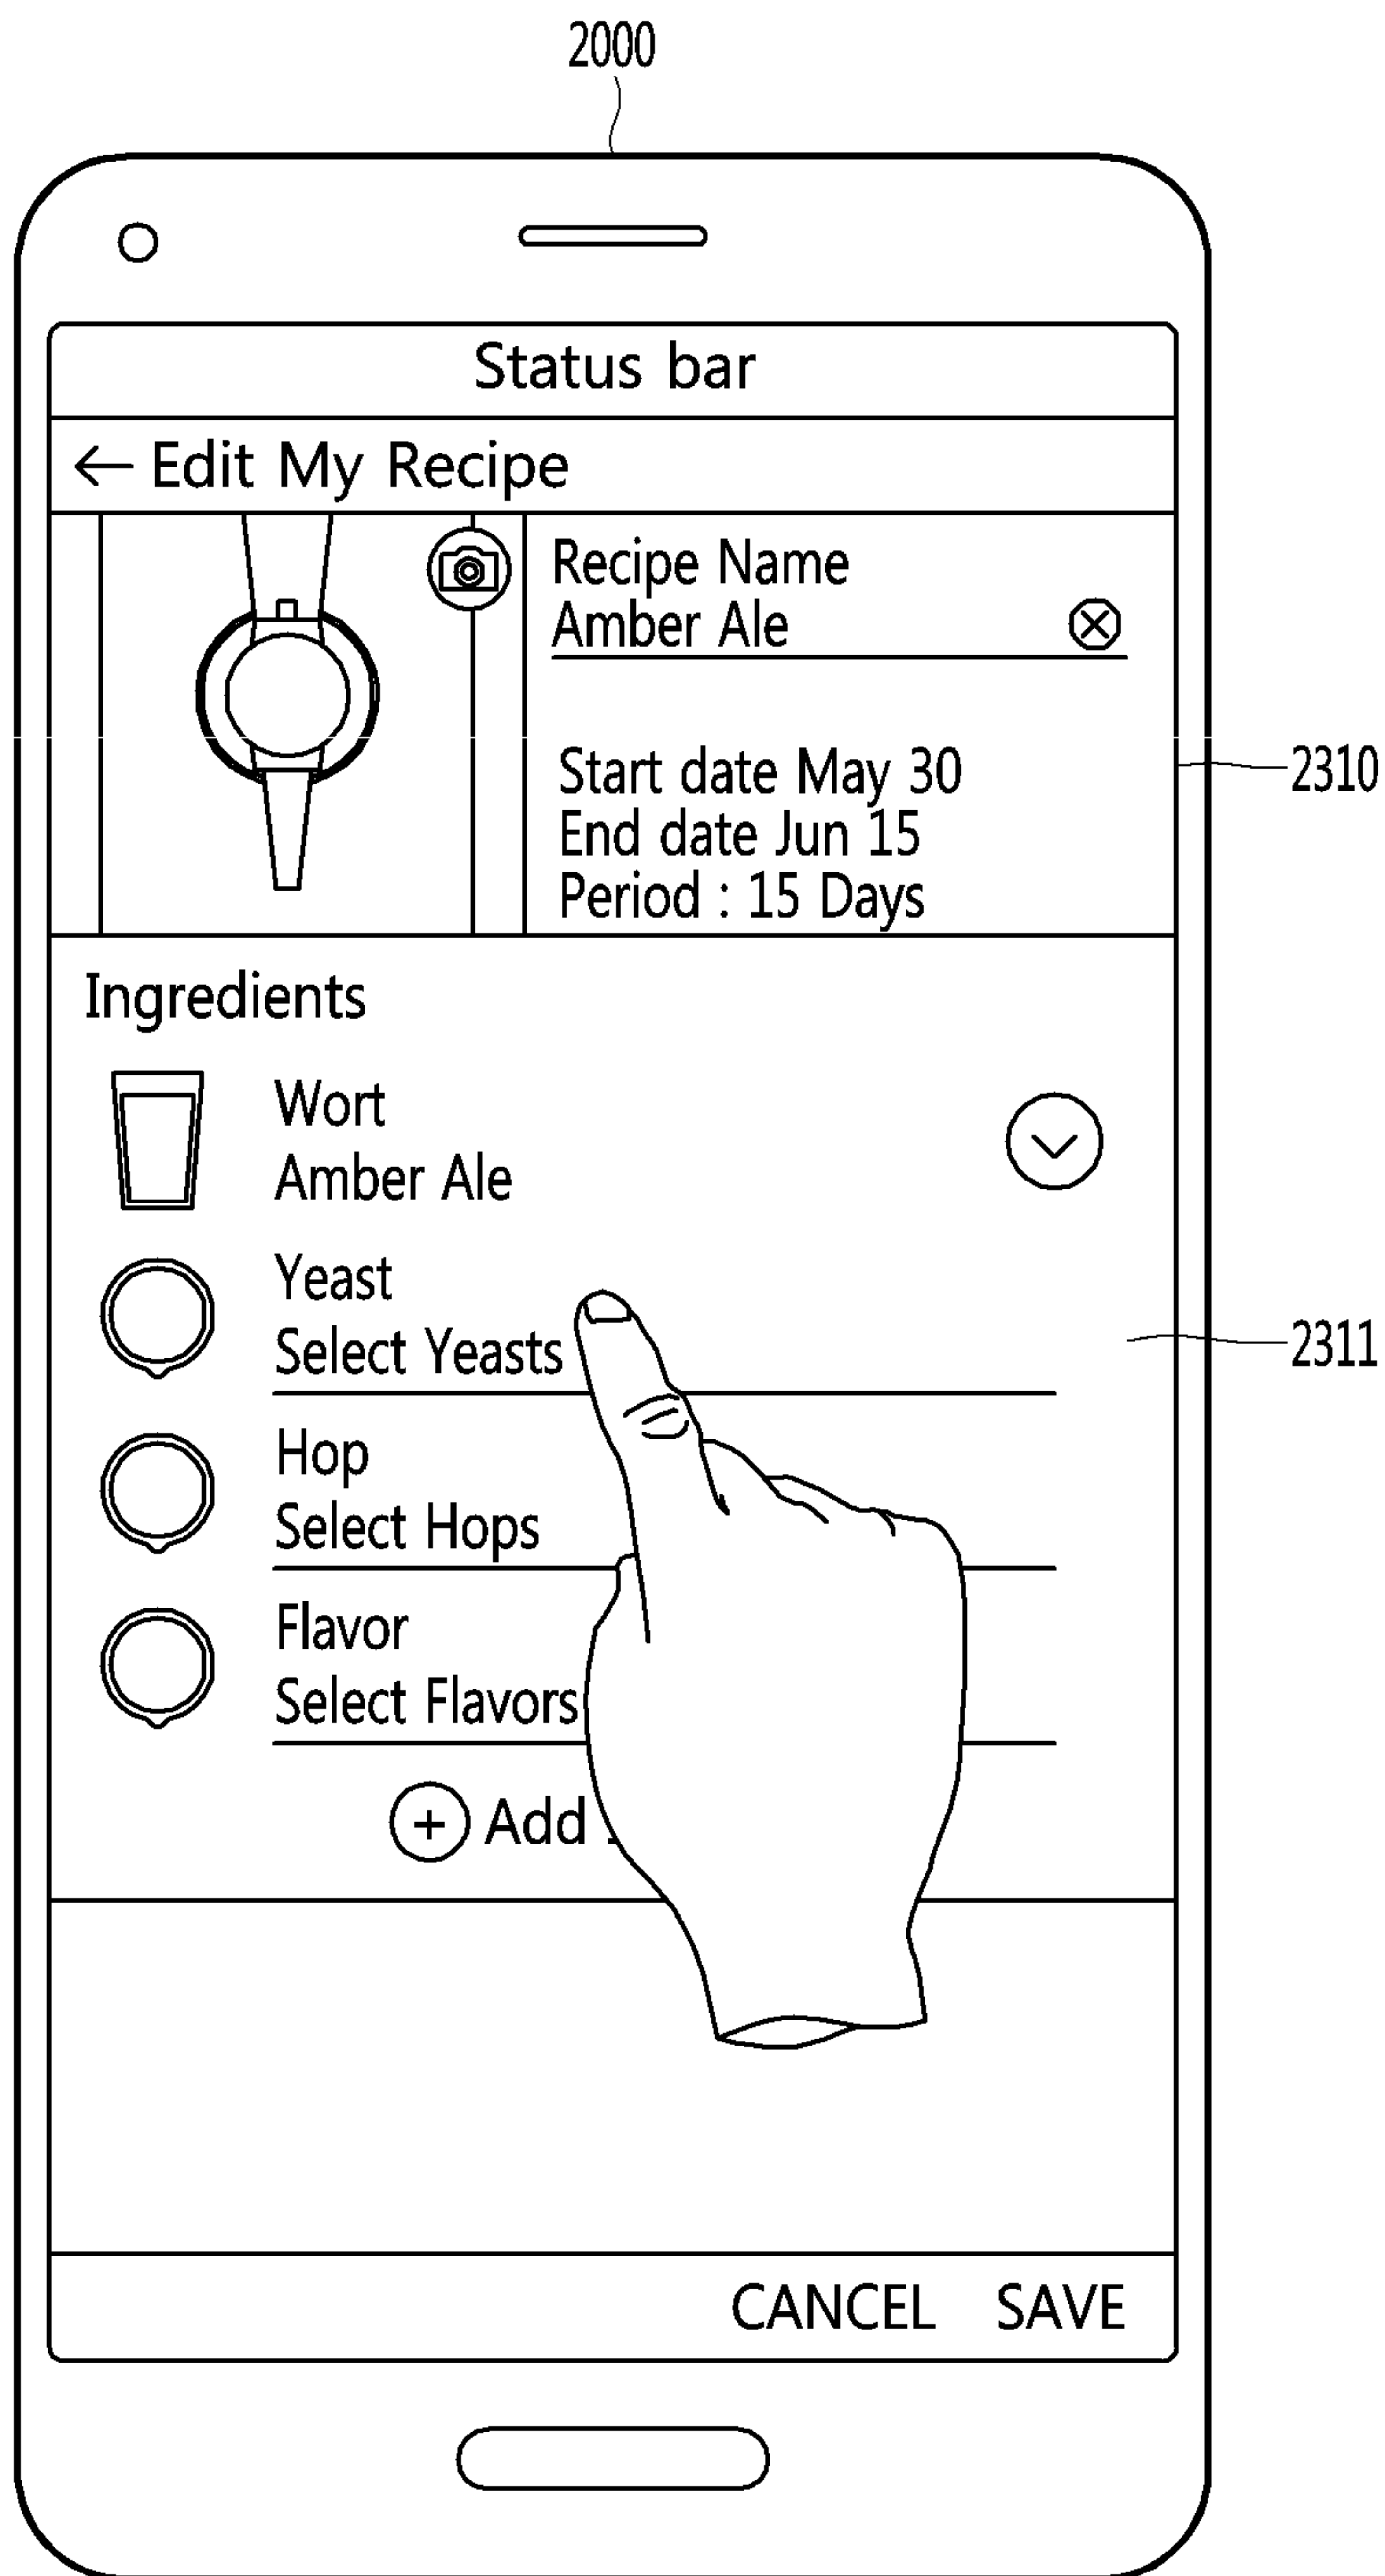 2000
Status bar
← Edit My Recipe
Recipe Name
Amber Ale
Start date May 30
2310
End date Jun 15
Period : 15 Days
Ingredients
Wort
Amber Ale
Yeast
Select Yeasts
2311
Hop
Select Hops
Flavor
Select Flavors
+ Add
CANCEL SAVE